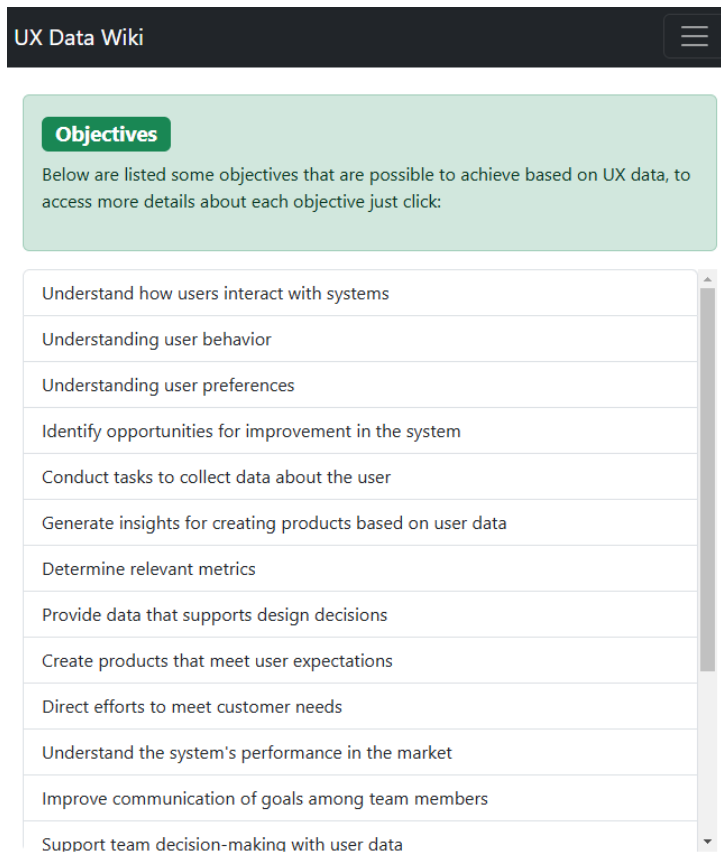 UX Data Wiki
Objectives
Below are listed some objectives that are possible to achieve based on UX data, to
access more details about each objective just click:
Understand how users interact with systems
Understanding user behavior
Understanding user preferences
Identify opportunities for improvement in the system
Conduct tasks to collect data about the user
Generate insights for creating products based on user data
Determine relevant metrics
Provide data that supports design decisions
Create products that meet user expectations
Direct efforts to meet customer needs
Understand the system's performance in the market
Improve communication of goals among team members
Support team decision-making with user data